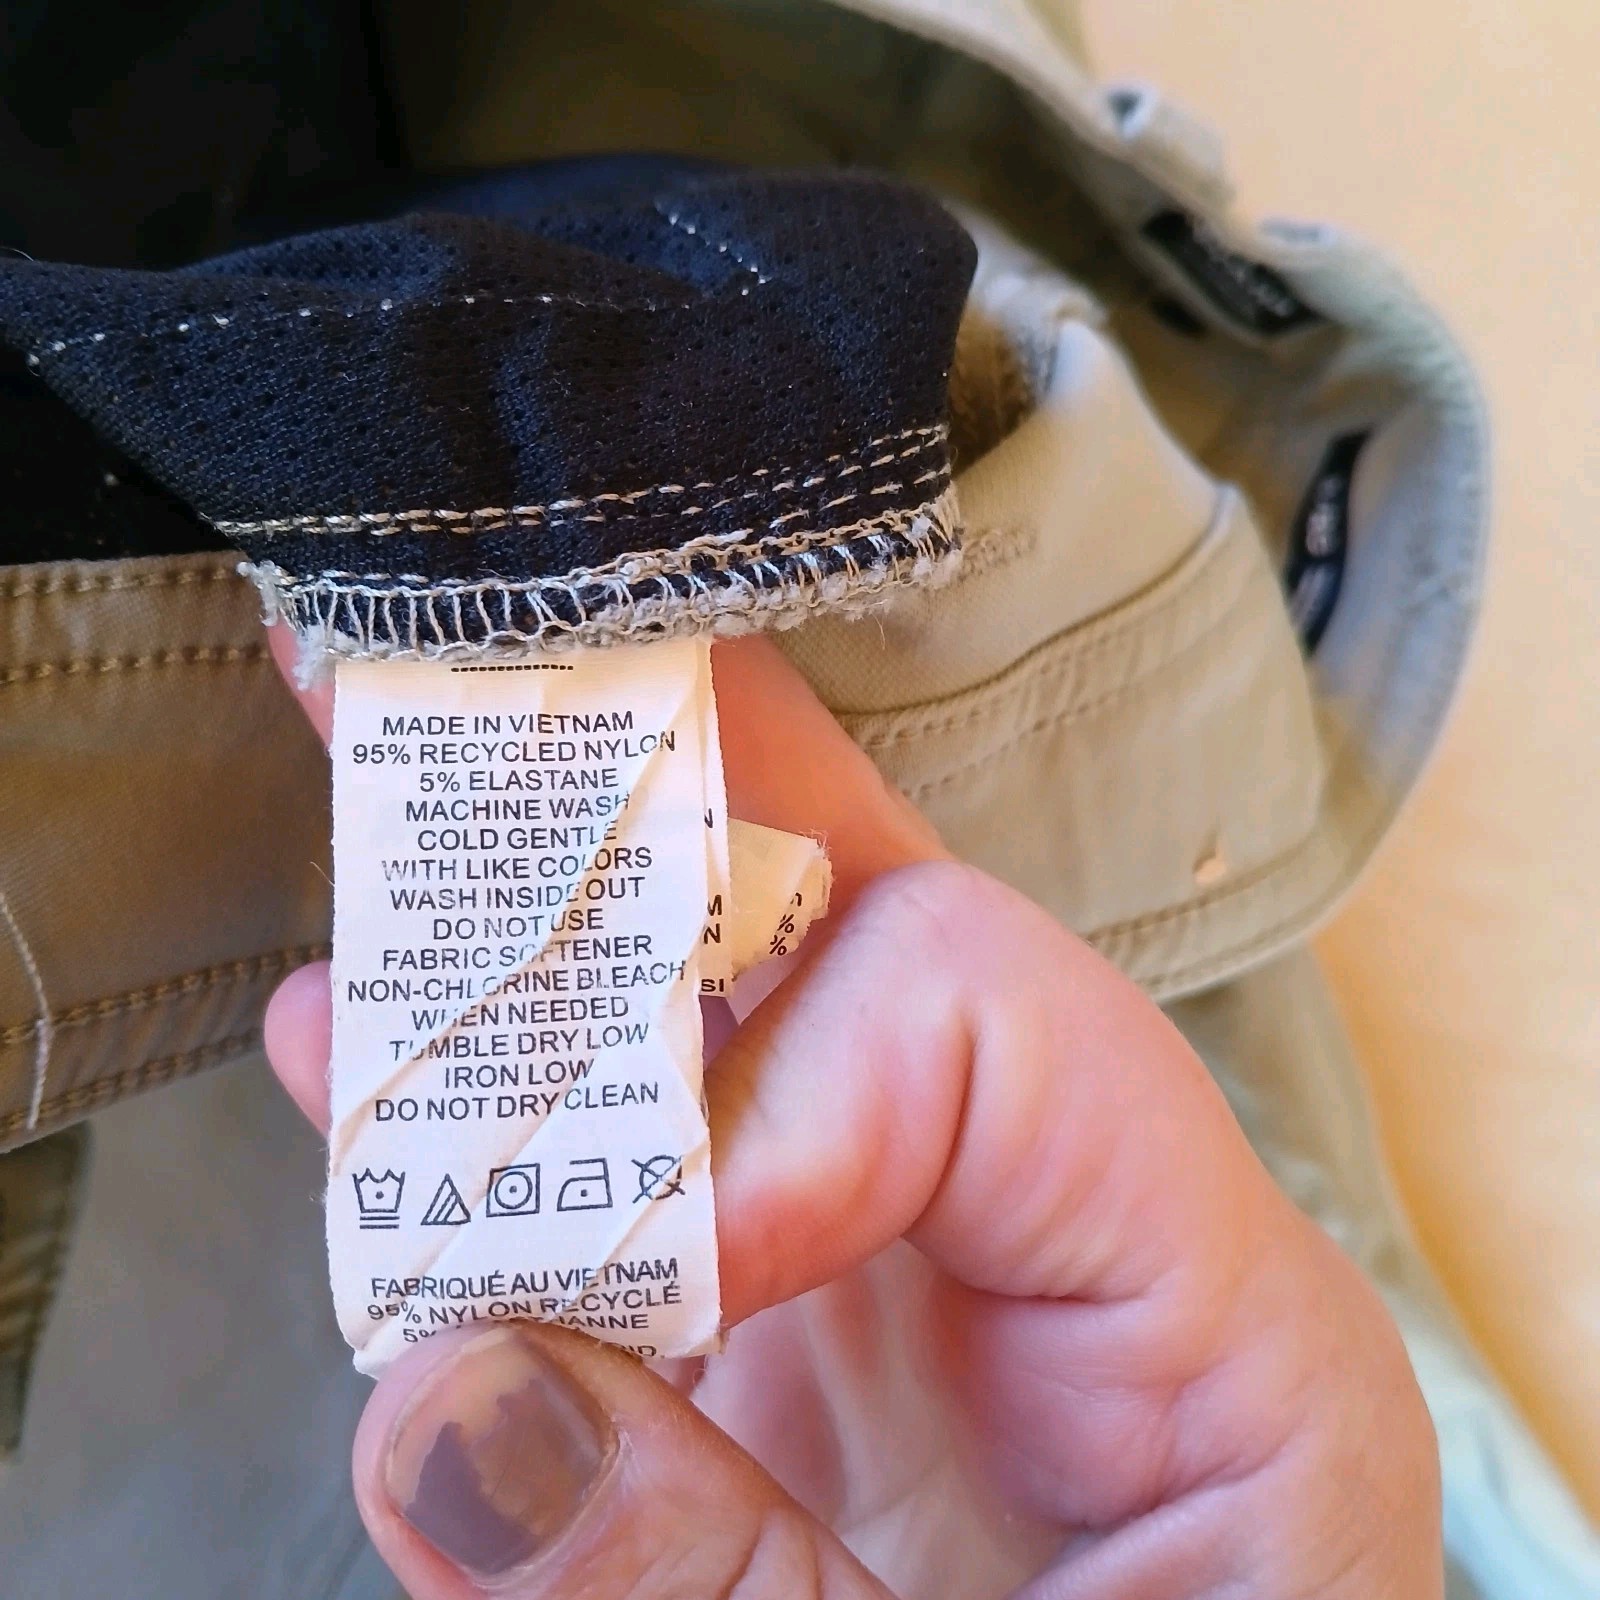 MADE IN VIETNAM
95% RECYCLED NYLON
5% ELASTANE
MACHINE WASH
COLD GENTLE
WITH LIKE COLORS
WASH INSIDE OUT
DO NOT USE
FABRIC SOFTENER
NON-CHLORINE BLEACH
WHEN NEEDED
TUMBLE DRY LOW
IRON LOW
DO NOT DRY CLEAN
FABRIQUÉ AU VIETNAM
95% NYLON RECYCLÉ
5%